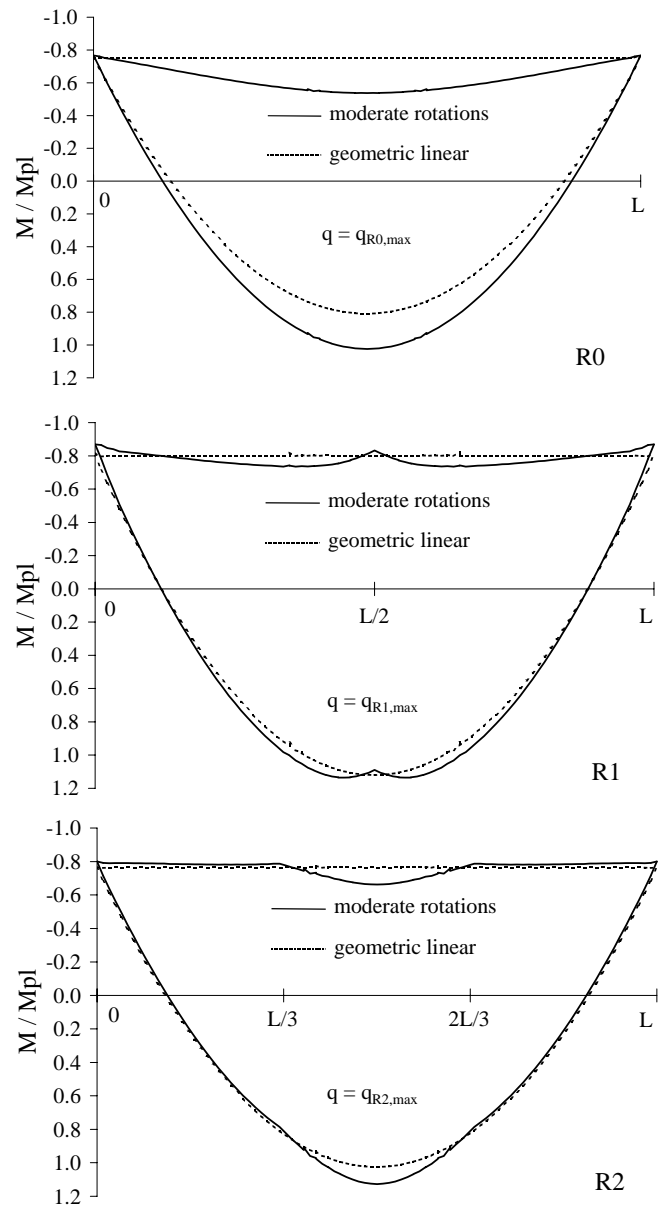 -1.0
-0.8
-0.6
-0.4
-0.2
0.0
0.2
0.4
0.6
0.8
1.0
1.2
M / Mpl
moderate rotations
geometric linear
0
L
q = qR0,max
R0
-1.0
-0.8
-0.6
-0.4
-0.2
0.0
0.2
0.4
0.6
0.8
1.0
1.2
M / Mpl
moderate rotations
geometric linear
0
L/2
L
q = qR1,max
R1
-1.0
-0.8
-0.6
-0.4
-0.2
0.0
0.2
0.4
0.6
0.8
1.0
1.2
M / Mpl
moderate rotations
geometric linear
0
L/3
2L/3
L
q = qR2,max
R2